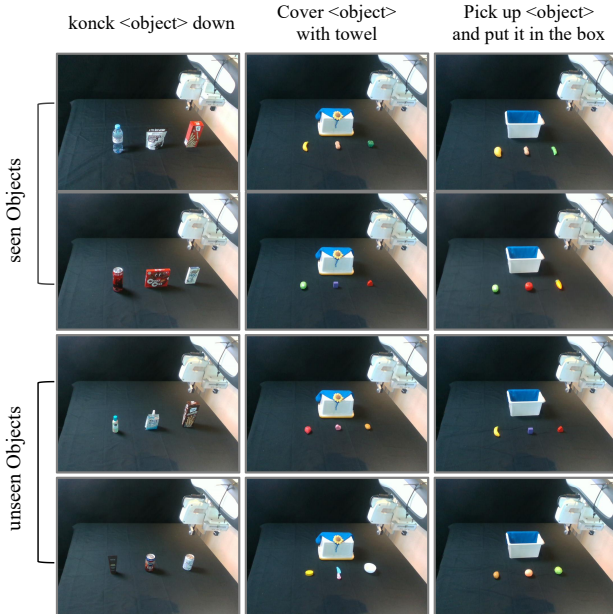 konck <object> down
Cover <object>
with towel
Pick up <object>
and put it in the box
seen Objects
unseen Objects